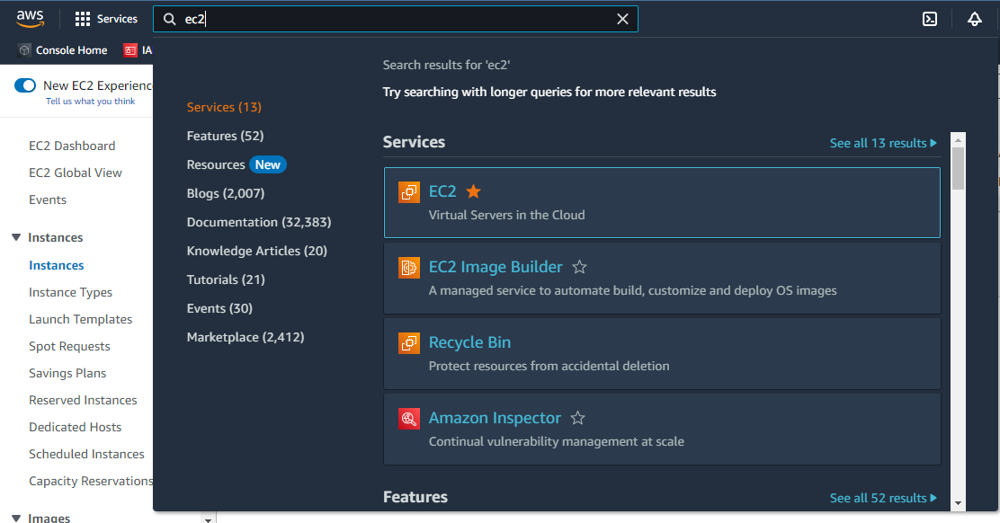 aws
Services
ec2
Console Home
IA
New EC2 Experienc
Tell us what you think
EC2 Dashboard
EC2 Global View
Events
Instances
Instances
Instance Types
Launch Templates
Spot Requests
Savings Plans
Reserved Instances
Dedicated Hosts
Scheduled Instances
Capacity Reservations
Images
Services (13)
Features (52)
Resources New
Blogs (2,007)
Documentation (32,383)
Knowledge Articles (20)
Tutorials (21)
Events (30)
Marketplace (2,412)
Search results for 'ec2'
Try searching with longer queries for more relevant results
Services
See all 13 results
EC2
Virtual Servers in the Cloud
EC2 Image Builder
A managed service to automate build, customize and deploy OS images
Recycle Bin
Protect resources from accidental deletion
Amazon Inspector
Continual vulnerability management at scale
Features
See all 52 results